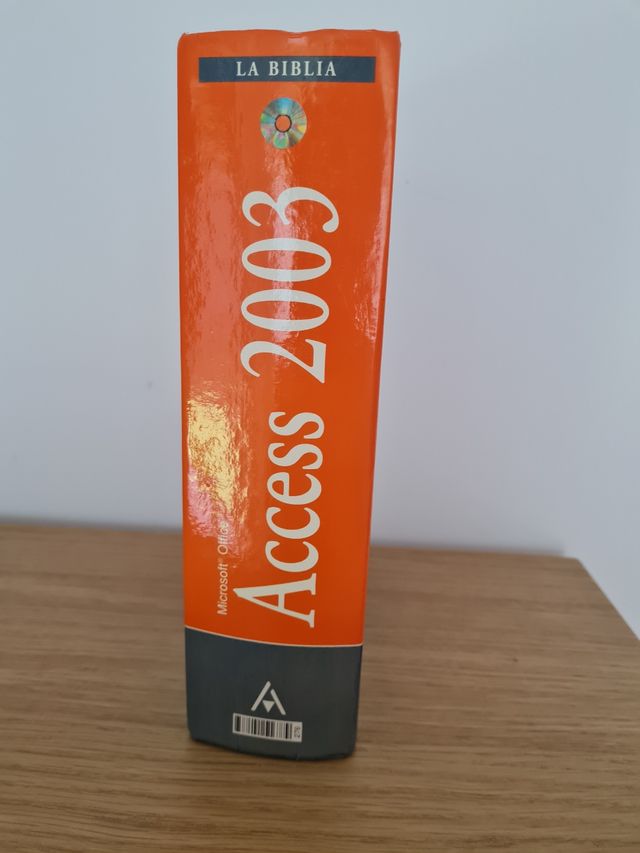 LA BIBLIA
Microsoft® Office
Access 2003